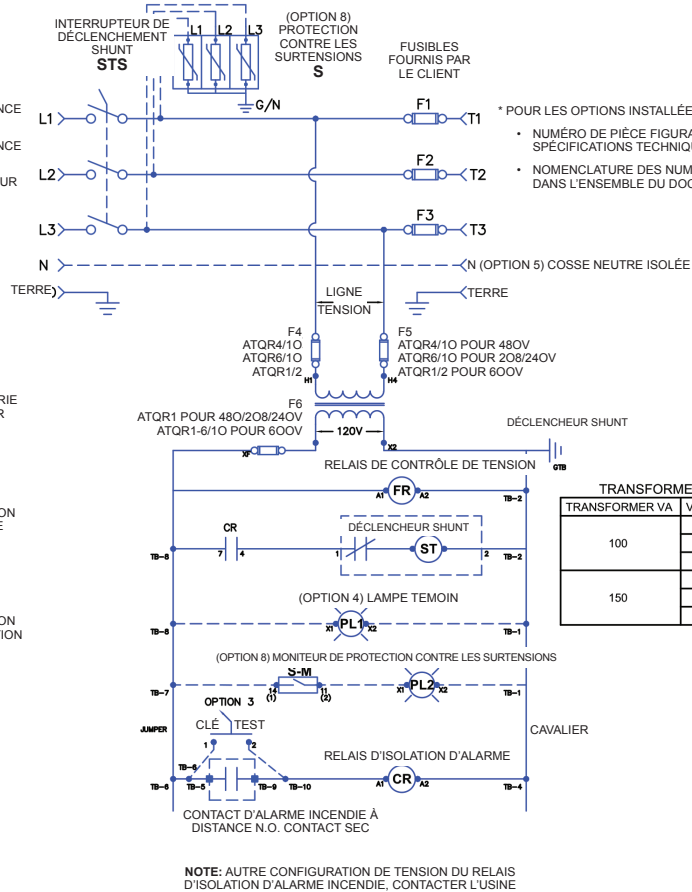 INTERRUPTEUR DE
DÉCLENCHEMENT
SHUNT
STS
L1 L2 L3
(OPTION 8)
PROTECTION
CONTRE LES
SURTENSIONS
S
FUSIBLES
FOURNIS PAR
LE CLIENT
G/N
NCE
L1
F1
T1
* POUR LES OPTIONS INSTALLÉE
• NUMÉRO DE PIÈCE FIGURA
SPÉCIFICATIONS TECHNIQU
NCE
L2
F2
T2
• NOMENCLATURE DES NUM
DANS L'ENSEMBLE DU DOC
UR
L3
F3
T3
N
N (OPTION 5) COSSE NEUTRE ISOLÉE
TERRE)
LIGNE
TENSION
TERRE
F4
ATQR4/1O
ATQR6/1O
ATQR1/2
F5
ATQR4/1O POUR 48OV
ATQR6/1O POUR 2O8/24OV
ATQR1/2 POUR 6OOV
H1
H4
RIE
R
F6
ATQR1 POUR 48O/2O8/24OV
ATQR1-6/1O POUR 6OOV
120V
XF
X2
DÉCLENCHEUR SHUNT
GTB
RELAIS DE CONTRÔLE DE TENSION
A1 FR A2
TB-2
TRANSFORME
TRANSFORMER VA V
100
150
ION
E
CR
7 4
TB-8
DÉCLENCHEUR SHUNT
1 ST 2
TB-2
(OPTION 4) LAMPE TEMOIN
TB-8
X1 PL1 X2
TB-1
ON
TION
(OPTION 8) MONITEUR DE PROTECTION CONTRE LES SURTENSIONS
S-M
TB-7
14 11
(1) (2)
X1 PL2 X2
TB-1
OPTION 3
CLÉ TEST
1 2
JUMPER
CAVALIER
RELAIS D'ISOLATION D'ALARME
TB-6
TB-6 TB-5 TB-9 TB-10
A1 CR A2
TB-4
CONTACT D'ALARME INCENDIE À
DISTANCE N.O. CONTACT SEC
NOTE: AUTRE CONFIGURATION DE TENSION DU RELAIS
D'ISOLATION D'ALARME INCENDIE, CONTACTER L'USINE